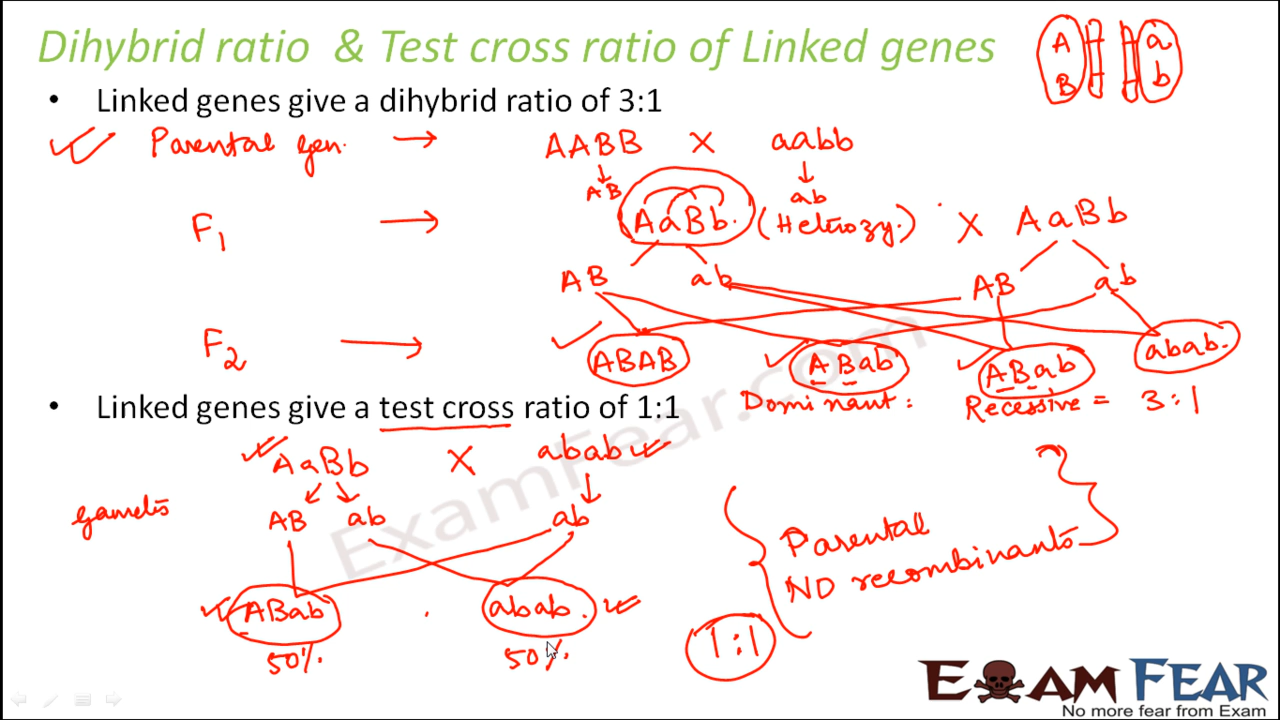 Dihybrid ratio & Test cross ratio of Linked genes
A a
B b
• Linked genes give a dihybrid ratio of 3:1
Parental gen. → AABB X aabb
AB ab
F1 → AaBb. (Heterozy.) X AaBb
AB ab AB ab
F2 → ABAB ABab ABab abab.
• Linked genes give a test cross ratio of 1:1
Dominant : Recessive = 3:1
AaBb X abab
gametes AB ab ab
Parental
NO recombinants
ABab abab.
50% 50%.
1:1
ExamFear.com
EXAM FEAR
No more fear from Exam